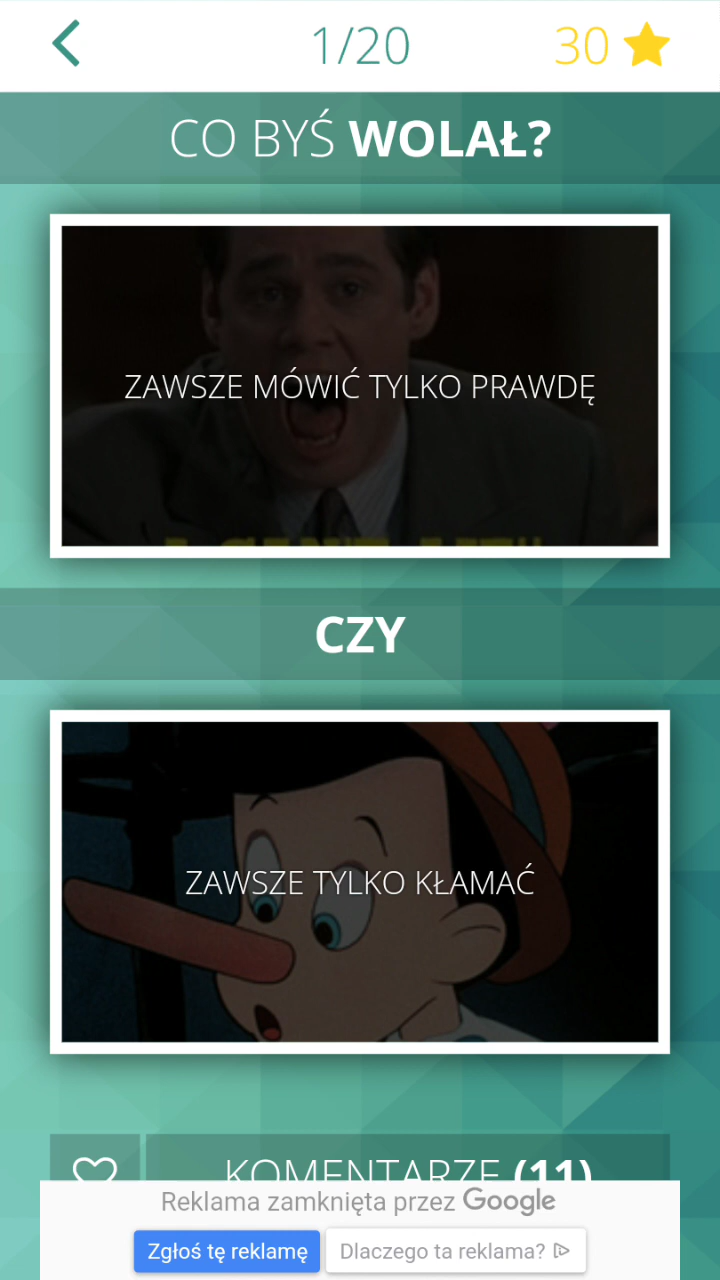 1/20
30
CO BYŚ WOLAŁ?
ZAWSZE MÓWIĆ TYLKO PRAWDĘ
CZY
ZAWSZE TYLKO KŁAMAĆ
KOMENTARZE (11)
Reklama zamknięta przez Google
Zgłoś tę reklamę
Dlaczego ta reklama?